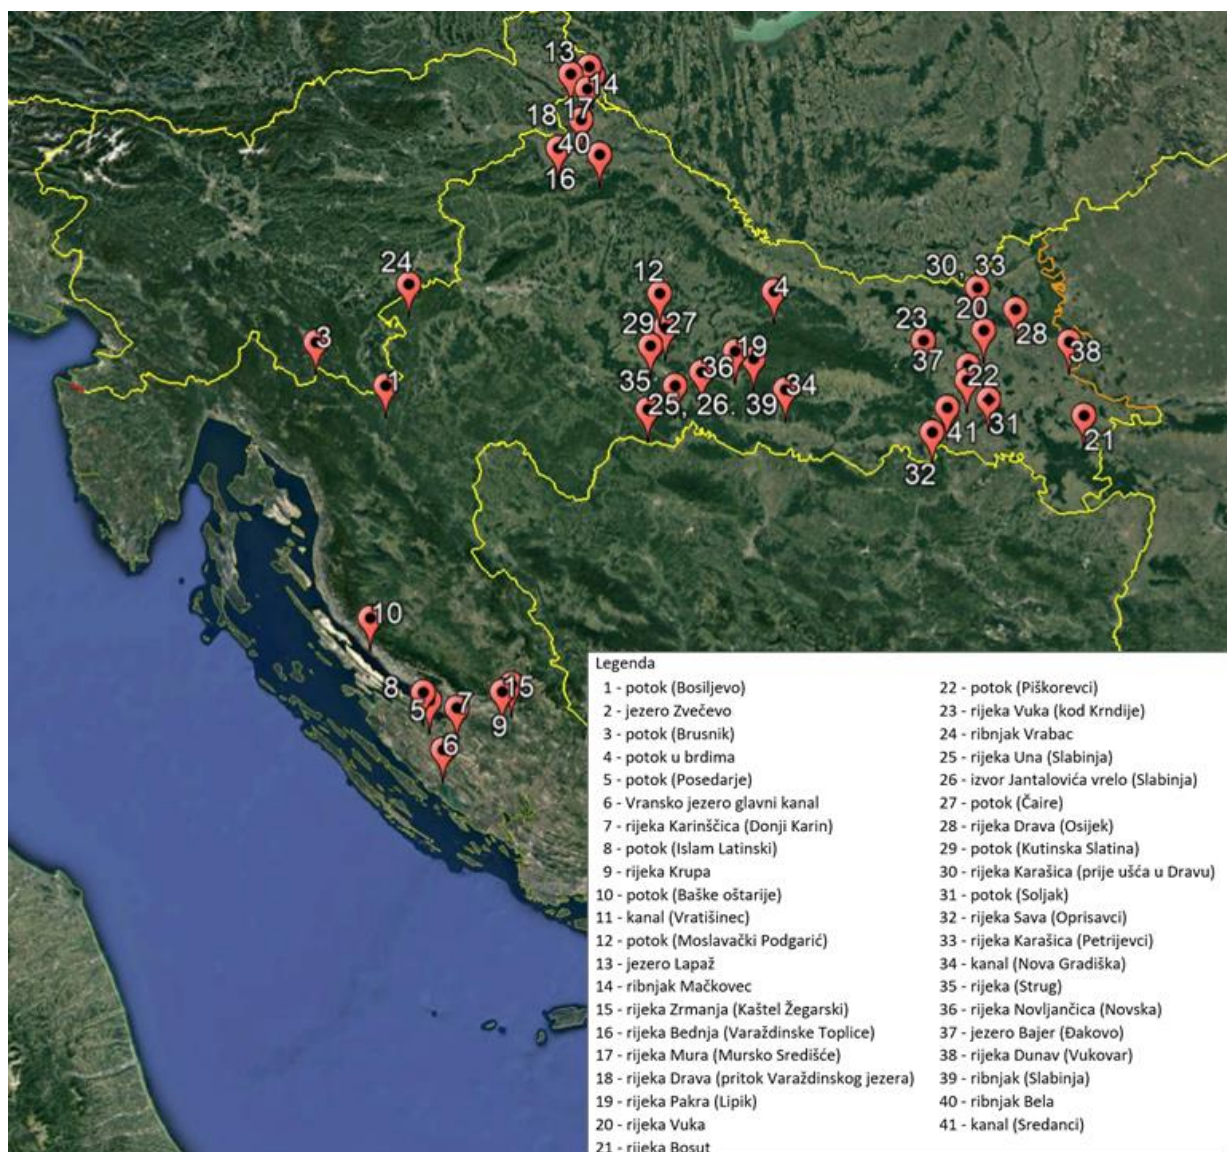 13
14
18 17
40
16
24
12
4
30, 33
3
29 27
20
23
28
19
37
38
36
1
35
34
22
25, 26. 39
31
41
21
32
10
8
15
5
7
9
6
Legenda
1 - potok (Bosiljevo)
2 - jezero Zvečevo
3 - potok (Brusnik)
4 - potok u brdima
5 - potok (Posedarje)
6 - Vransko jezero glavni kanal
7 - rijeka Karinščica (Donji Karin)
8 - potok (Islam Latinski)
9 - rijeka Krupa
10 - potok (Baške oštarije)
11 - kanal (Vratišinec)
12 - potok (Moslavački Podgarić)
13 - jezero Lapaž
14 - ribnjak Mačkovec
15 - rijeka Zrmanja (Kaštel Žegarski)
16 - rijeka Bednja (Varaždinske Toplice)
17 - rijeka Mura (Mursko Središće)
18 - rijeka Drava (pritok Varaždinskog jezera)
19 - rijeka Pakra (Lipik)
20 - rijeka Vuka
21 - rijeka Bosut
22 - potok (Piškorevci)
23 - rijeka Vuka (kod Krndije)
24 - ribnjak Vrabac
25 - rijeka Una (Slabinja)
26 - izvor Jantalovića vrelo (Slabinja)
27 - potok (Čaire)
28 - rijeka Drava (Osijek)
29 - potok (Kutinska Slatina)
30 - rijeka Karašica (prije ušća u Dravu)
31 - potok (Soljak)
32 - rijeka Sava (Oprisavci)
33 - rijeka Karašica (Petrijevci)
34 - kanal (Nova Gradiška)
35 - rijeka (Strug)
36 - rijeka Novljančica (Novska)
37 - jezero Bajer (Đakovo)
38 - rijeka Dunav (Vukovar)
39 - ribnjak (Slabinja)
40 - ribnjak Bela
41 - kanal (Sredanci)